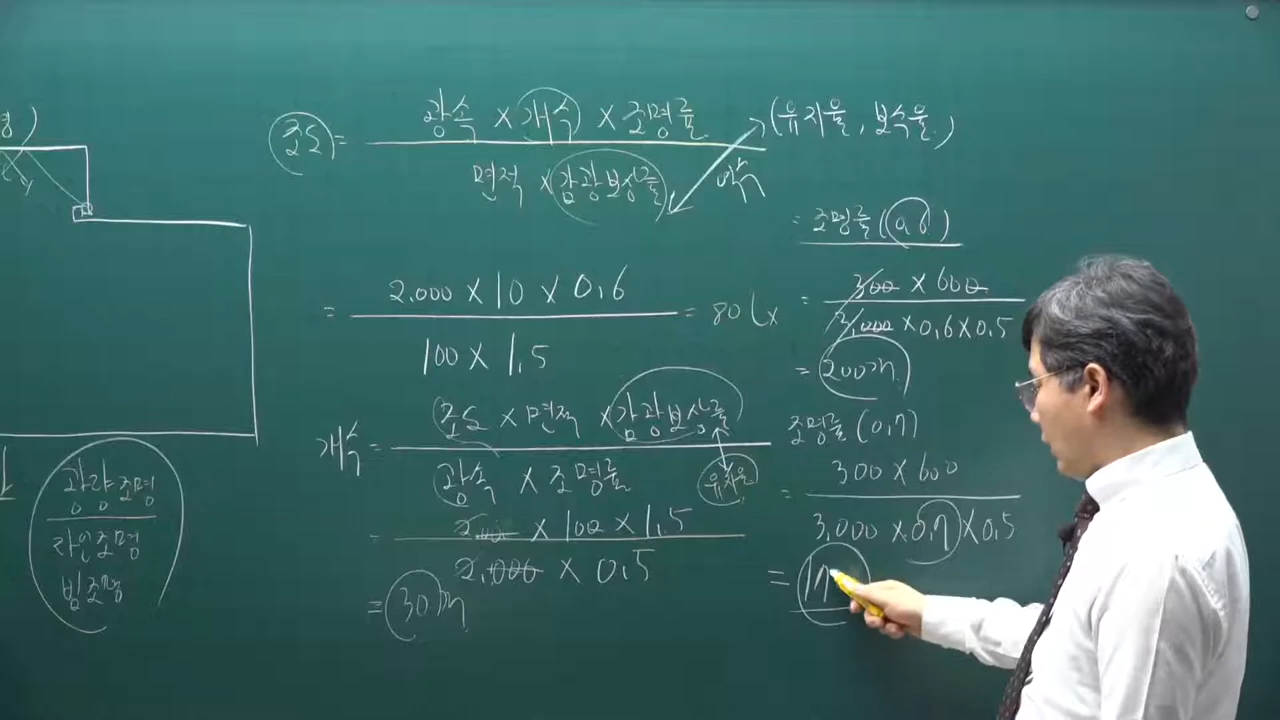 조도 = 광속 × 개수 × 조명률 (유지율, 보수율)
면적 × 감광보상률 역수
= 2,000 × 10 × 0.6 = 80 lx
100 × 1.5
개수 = 조도 × 면적 × 감광보상률
광속 × 조명률 유지율
= × 100 × 1.5
2,000 × 0.5
= 30개
= 조명률 (0.6)
= 300 × 600
3,000 × 0.6 × 0.5
= 200개
조명률 (0.7)
= 300 × 600
3,000 × 0.7 × 0.5
= 17
광량조명
라인조명